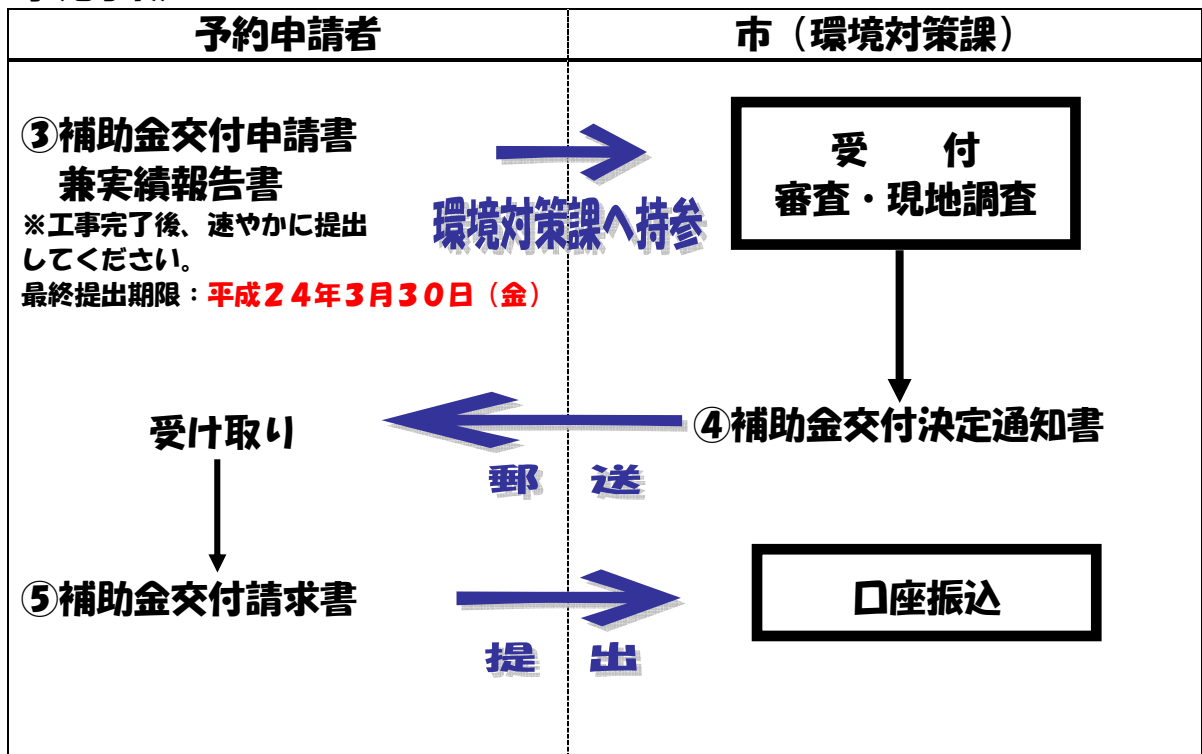 予約申請者
市（環境対策課）
③補助金交付申請書
兼実績報告書
※工事完了後、速やかに提出
してください。
最終提出期限：平成２４年３月３０日（金）
環境対策課へ持参
受　付
審査・現地調査
④補助金交付決定通知書
郵　送
受け取り
⑤補助金交付請求書
提　出
口座振込